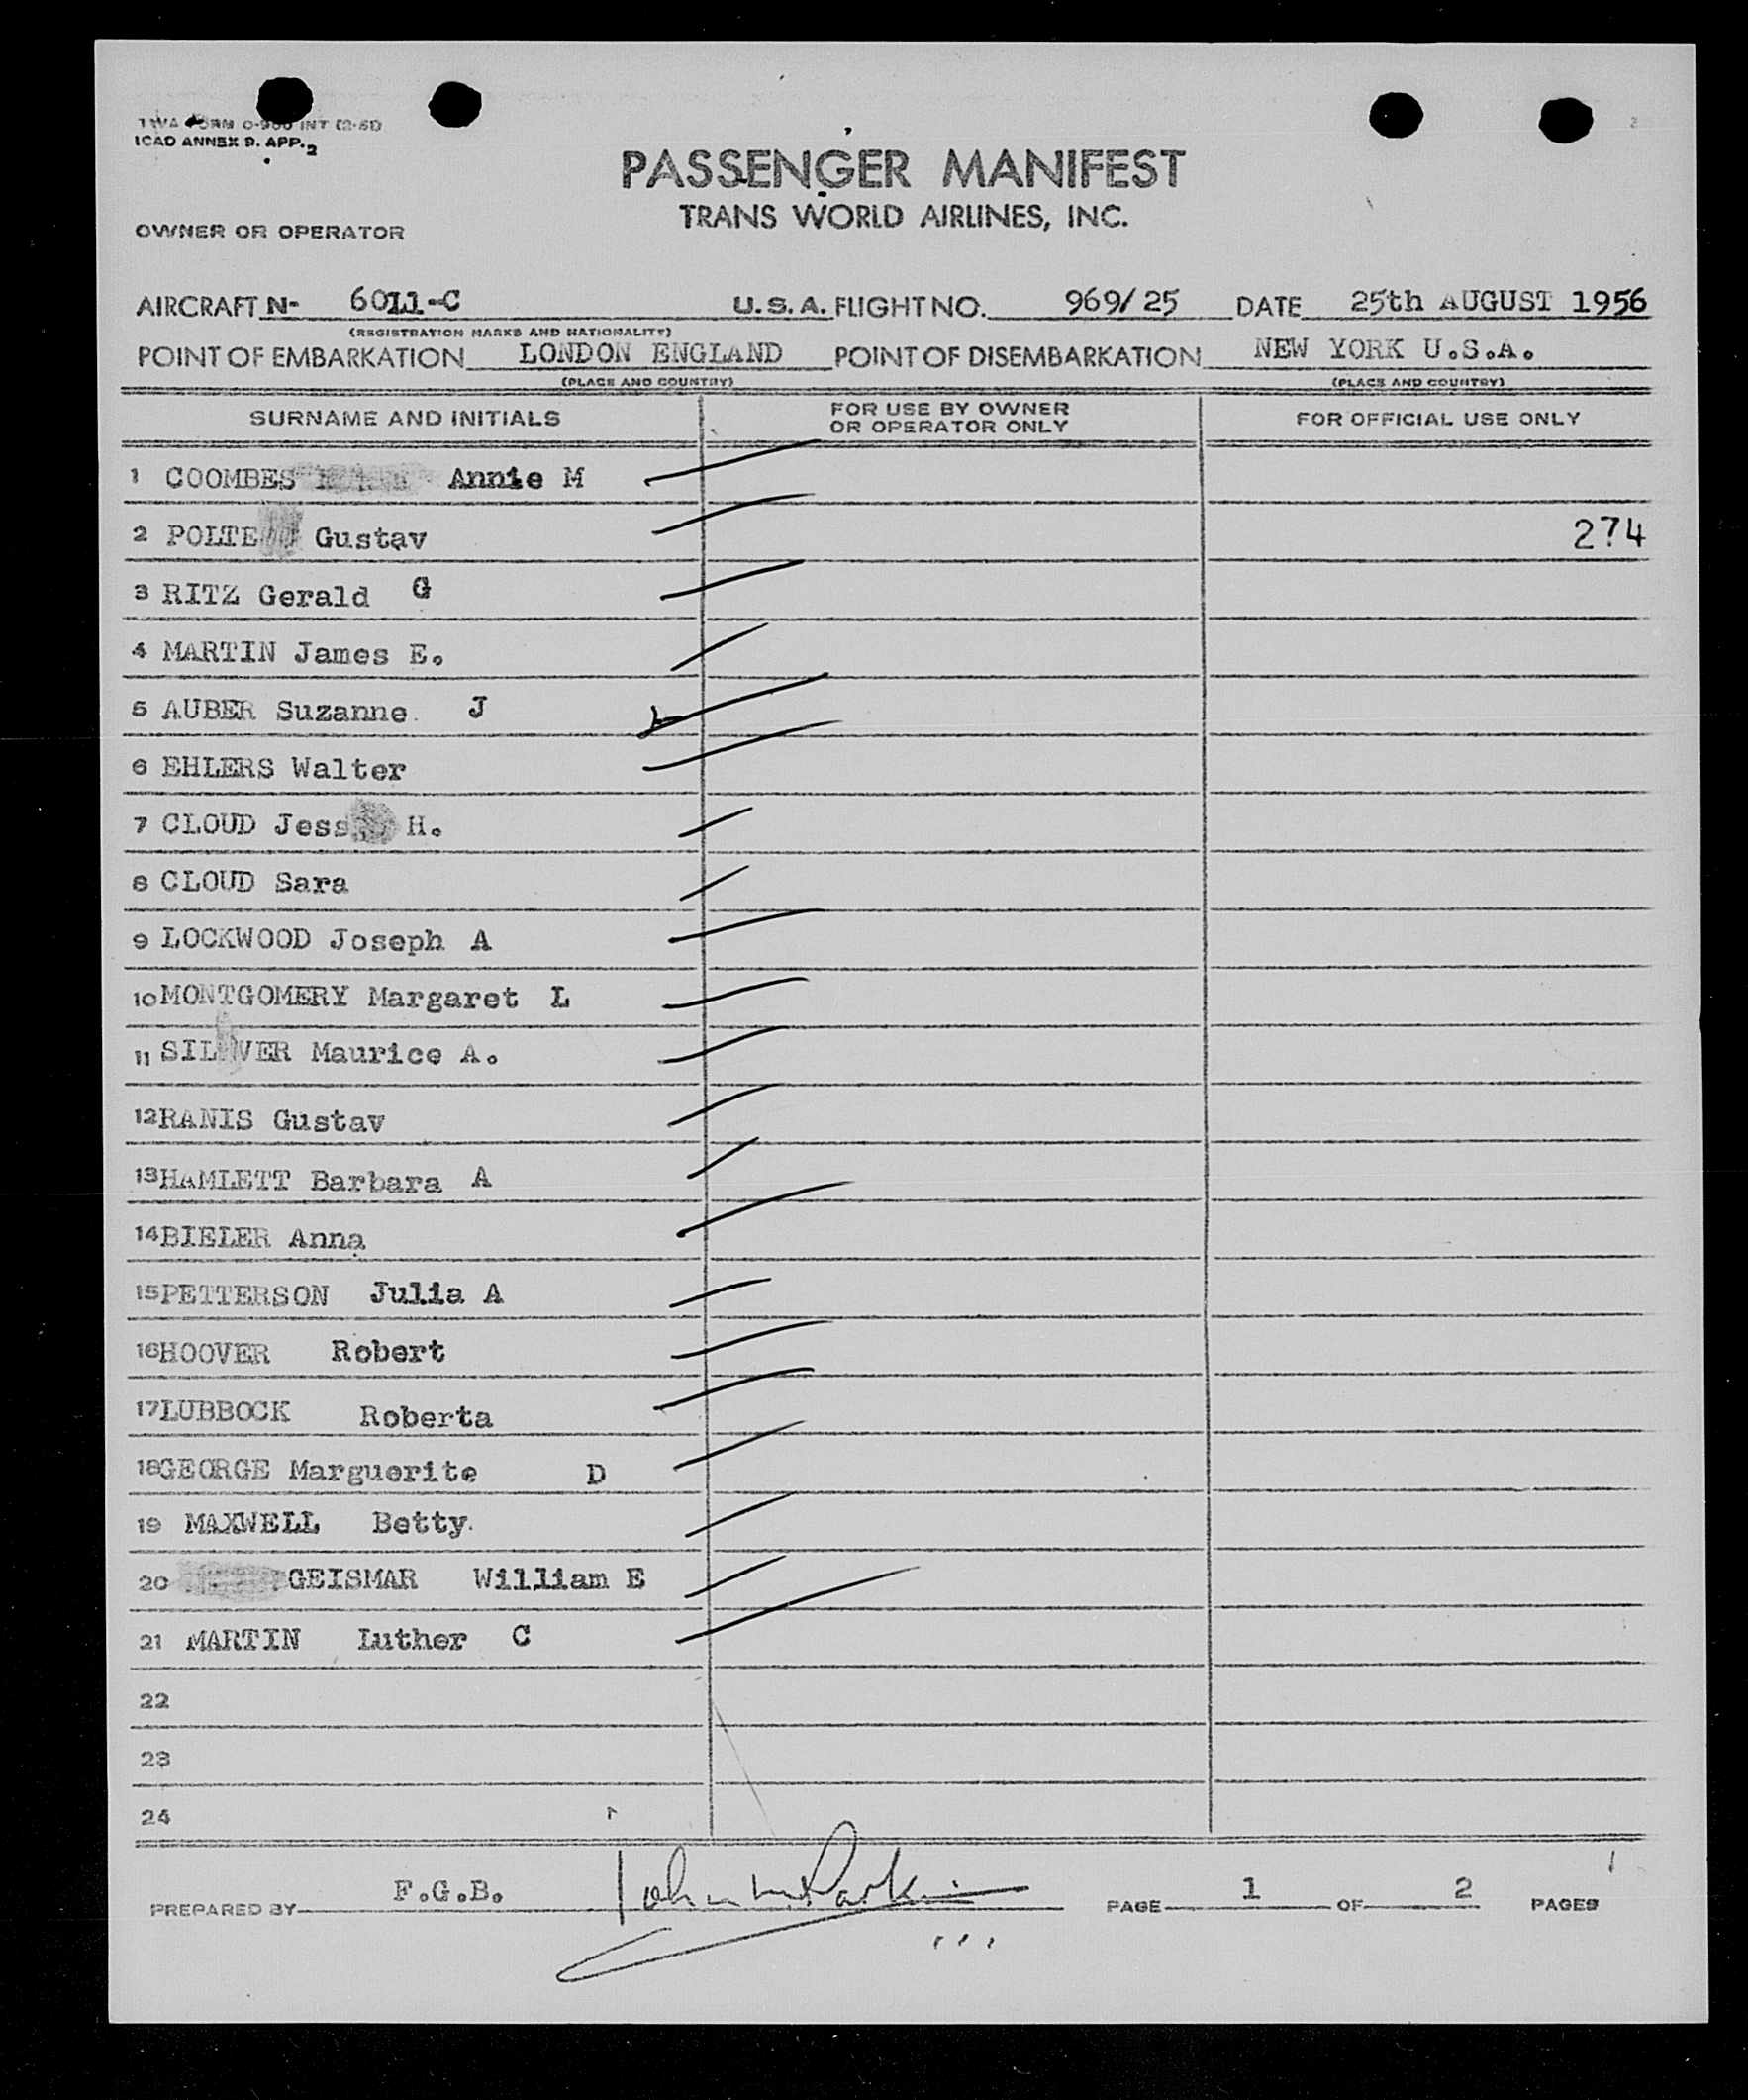 TWA FORM O-900 INT (2-51)
ICAO ANNEX 9. APP. 2
PASSENGER MANIFEST
TRANS WORLD AIRLINES, INC.
OWNER OR OPERATOR
AIRCRAFT N- 6011-C U.S.A. FLIGHT NO. 969/25 DATE 25th AUGUST 1956
(REGISTRATION MARKS AND NATIONALITY)
POINT OF EMBARKATION LONDON ENGLAND POINT OF DISEMBARKATION NEW YORK U.S.A.
(PLACE AND COUNTRY) (PLACE AND COUNTRY)
SURNAME AND INITIALS FOR USE BY OWNER OR OPERATOR ONLY FOR OFFICIAL USE ONLY
1 COOMBES Annie M
2 POLTE Gustav 274
3 RITZ Gerald G
4 MARTIN James E.
5 AUBER Suzanne J
6 EHLERS Walter
7 CLOUD Jess H.
8 CLOUD Sara
9 LOCKWOOD Joseph A
10 MONTGOMERY Margaret L
11 SILVER Maurice A.
12 RANIS Gustav
13 HAMLETT Barbara A
14 BIELER Anna
15 PETTERSON Julia A
16 HOOVER Robert
17 LUBBOCK Roberta
18 GEORGE Marguerite D
19 MAXWELL Betty
20 GEISMAR William E
21 MARTIN Luther C
22
23
24
PREPARED BY F.G.B. PAGE 1 OF 2 PAGES